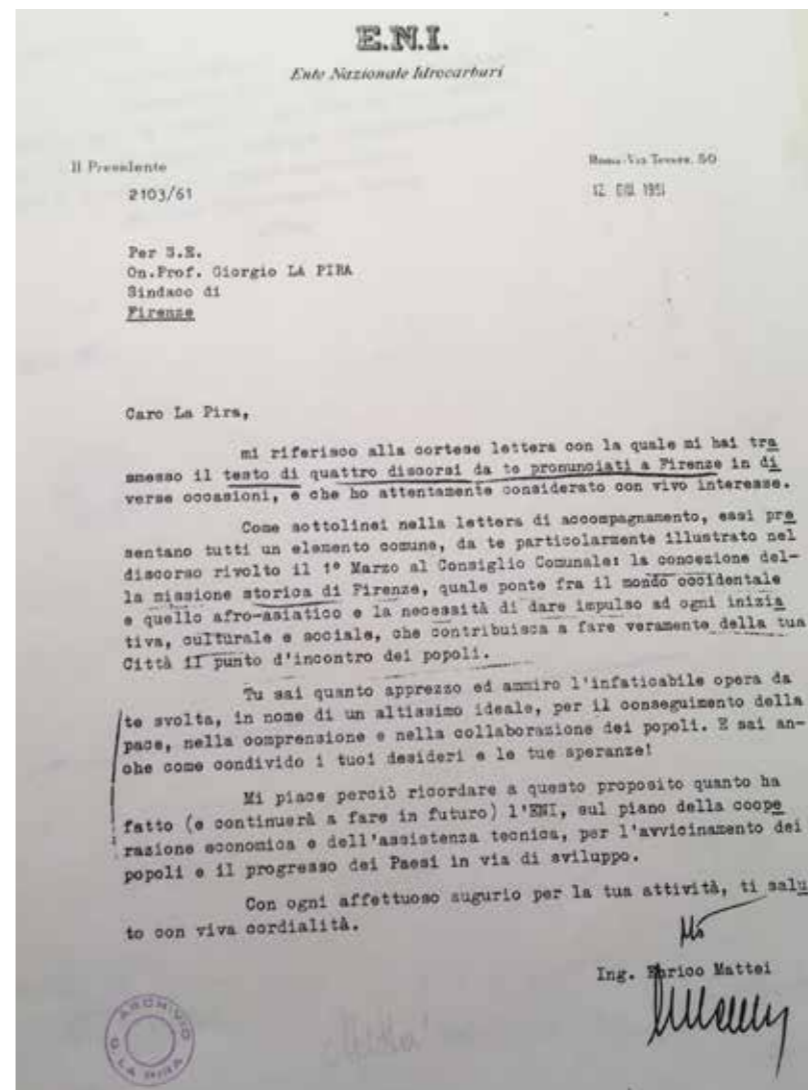 E.N.I.
Ente Nazionale Idrocarburi
Il Presidente
Roma - Via Tevere, 50
2103/61
12. 1961
Per S.E.
On.Prof. Giorgio LA PIRA
Sindaco di
Firenze
Caro La Pira,
mi riferisco alla cortese lettera con la quale mi hai tra
smesso il testo di quattro discorsi da te pronunciati a Firenze in di
verse occasioni, e che ho attentamente considerato con vivo interesse.
Come sottolinei nella lettera di accompagnamento, essi pre
sentano tutti un elemento comune, da te particolarmente illustrato nel
discorso rivolto il 1° Marzo al Consiglio Comunale: la concezione del-
la missione storica di Firenze, quale ponte fra il mondo occidentale
e quello afro-asiatico e la necessità di dare impulso ad ogni inizia
tiva, culturale e sociale, che contribuisca a fare veramente della tua
Città il punto d'incontro dei popoli.
Tu sai quanto apprezzo ed ammiro l'infaticabile opera da
te svolta, in nome di un altissimo ideale, per il conseguimento della
pace, nella comprensione e nella collaborazione dei popoli. E sai an-
che come condivido i tuoi desideri e le tue speranze!
Mi piace perciò ricordare a questo proposito quanto ha
fatto (e continuerà a fare in futuro) l'ENI, sul piano della coope
razione economica e dell'assistenza tecnica, per l'avvicinamento dei
popoli e il progresso dei Paesi in via di sviluppo.
Con ogni affettuoso augurio per la tua attività, ti salu
to con viva cordialità.
Ing. Enrico Mattei
ARCHIVIO
G. LA PIRA